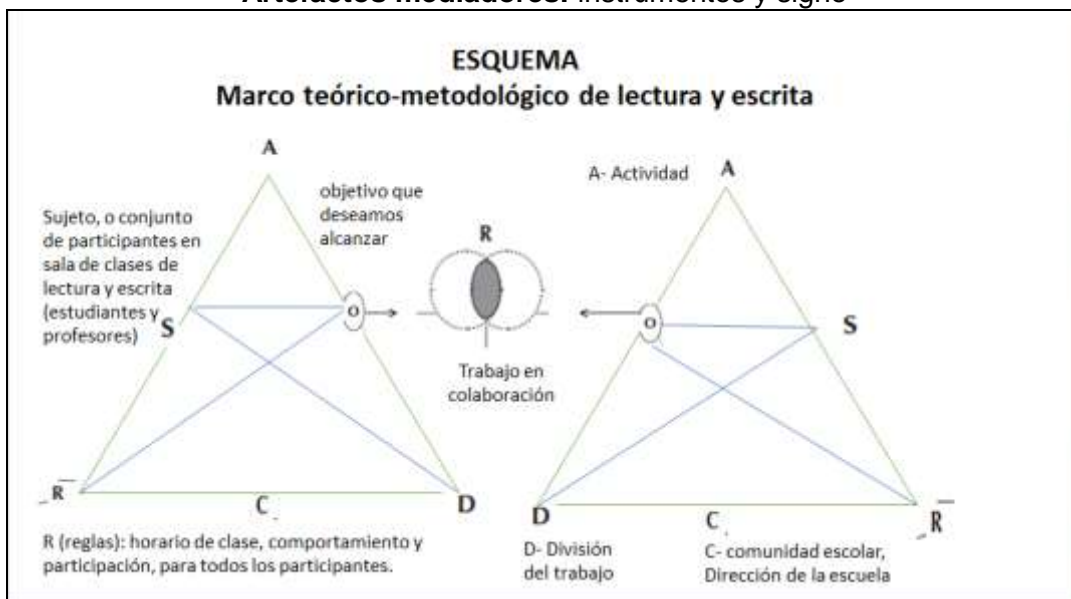 Artefactos mediadores: instrumentos y signo
ESQUEMA
Marco teórico-metodológico de lectura y escrita
A
objetivo que
deseamos
alcanzar
Sujeto, o conjunto
de participantes en
sala de clases de
lectura y escrita
(estudiantes y
profesores)
S
O
R
Trabajo en
colaboración
A- Actividad
A
O
S
R
C
D
D
C
R
R (reglas): horario de clase, comportamiento y
participación, para todos los participantes.
D- División
del trabajo
C- comunidad escolar,
Dirección de la escuela